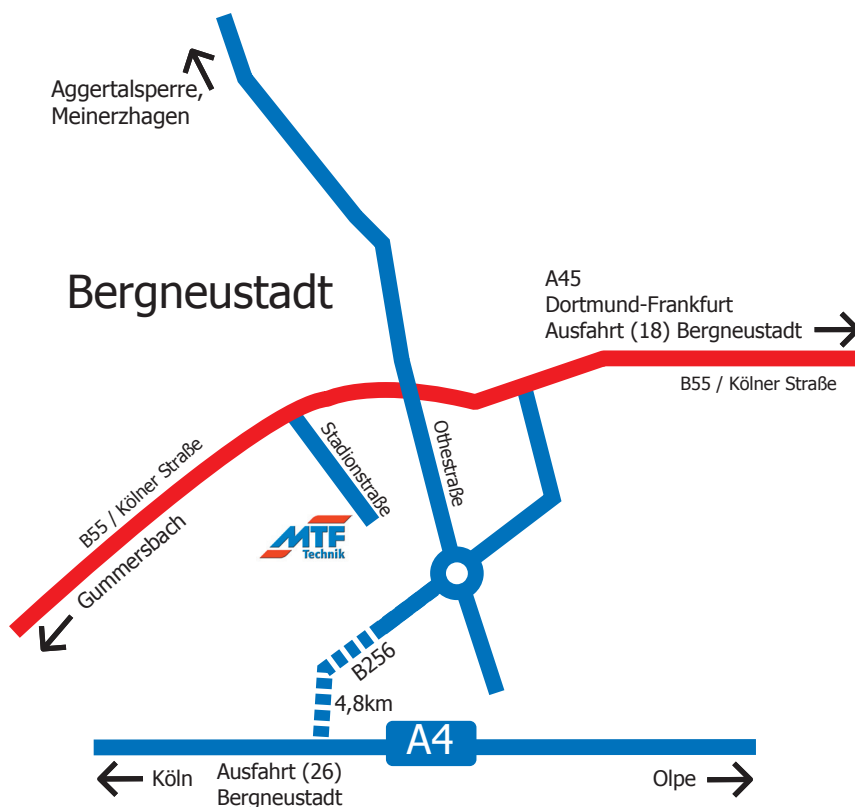 Aggertalsperre,
Meinerzhagen
Bergneustadt
A45
Dortmund-Frankfurt
Ausfahrt (18) Bergneustadt
B55 / Kölner Straße
Stadionstraße
Othestraße
B55 / Kölner Straße
Gummersbach
MTF
Technik
B256
4,8km
A4
Köln
Ausfahrt (26)
Bergneustadt
Olpe